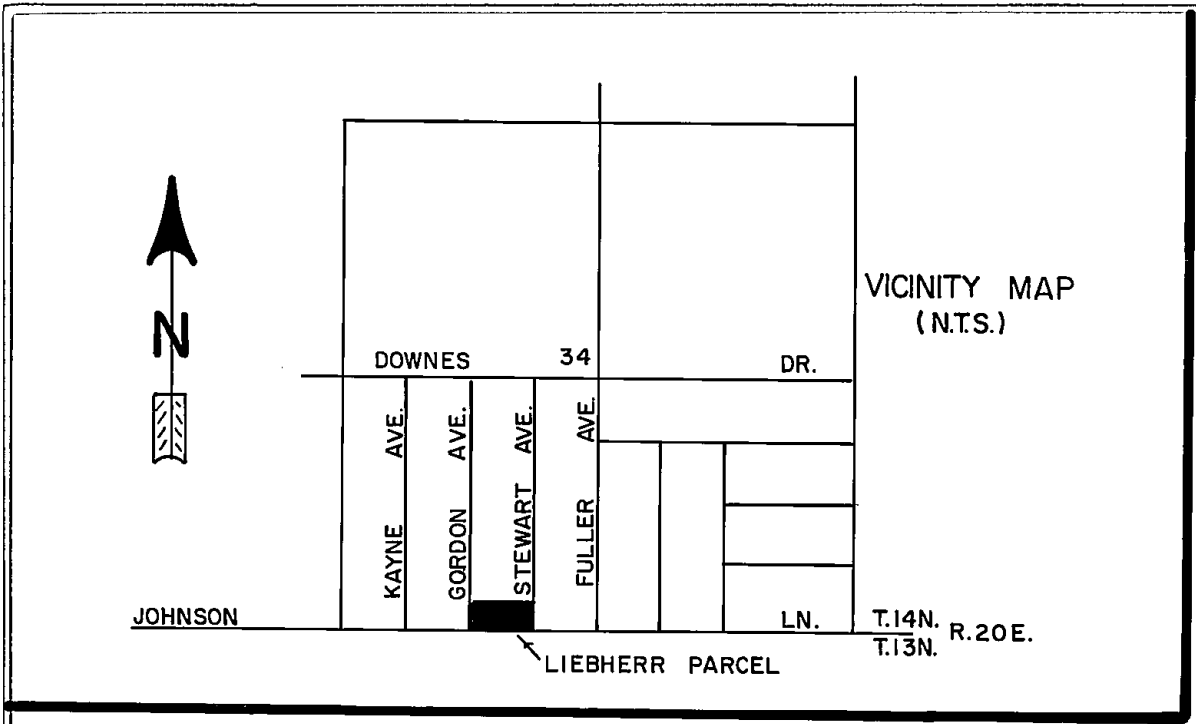 VICINITY MAP
(N.T.S.)
N
DOWNES 34 DR.
KAYNE AVE.
GORDON AVE.
STEWART AVE.
FULLER AVE.
JOHNSON LN. T.14N. R.20E.
T.13N.
LIEBHERR PARCEL